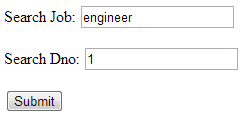 Search Job: engineer
Search Dno: 1
Submit